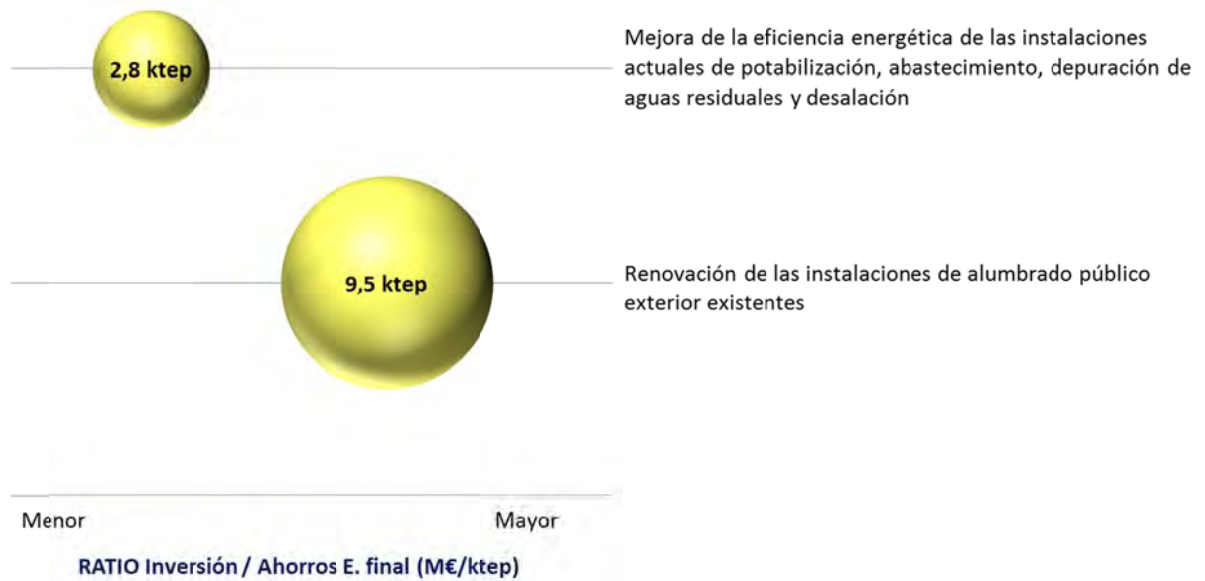 2,8 ktep
Mejora de la eficiencia energética de las instalaciones
actuales de potabilización, abastecimiento, depuración de
aguas residuales y desalación
9,5 ktep
Renovación de las instalaciones de alumbrado público
exterior existentes
Menor
Mayor
RATIO Inversión / Ahorros E. final (M€/ktep)